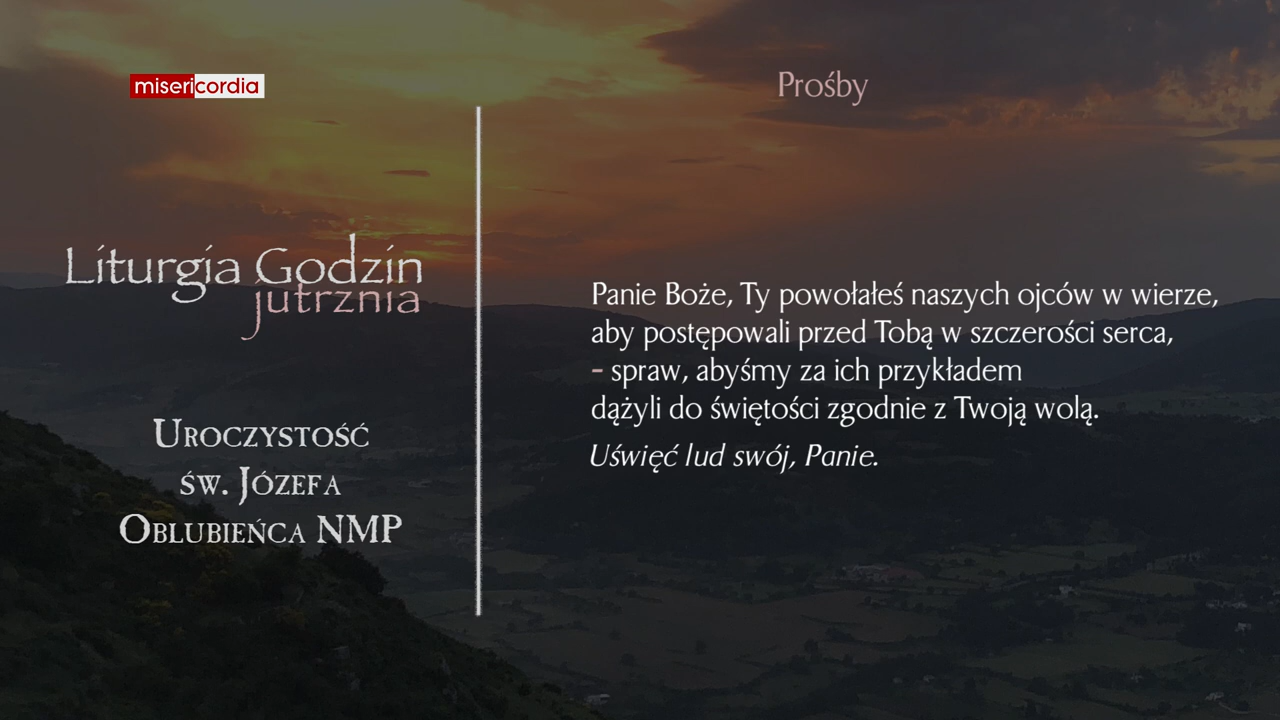 misericordia
Liturgia Godzin
jutrznia
Uroczystość
św. Józefa
Oblubieńca NMP
Prośby
Panie Boże, Ty powołałeś naszych ojców w wierze,
aby postępowali przed Tobą w szczerości serca,
- spraw, abyśmy za ich przykładem
dążyli do świętości zgodnie z Twoją wolą.
Uświęć lud swój, Panie.